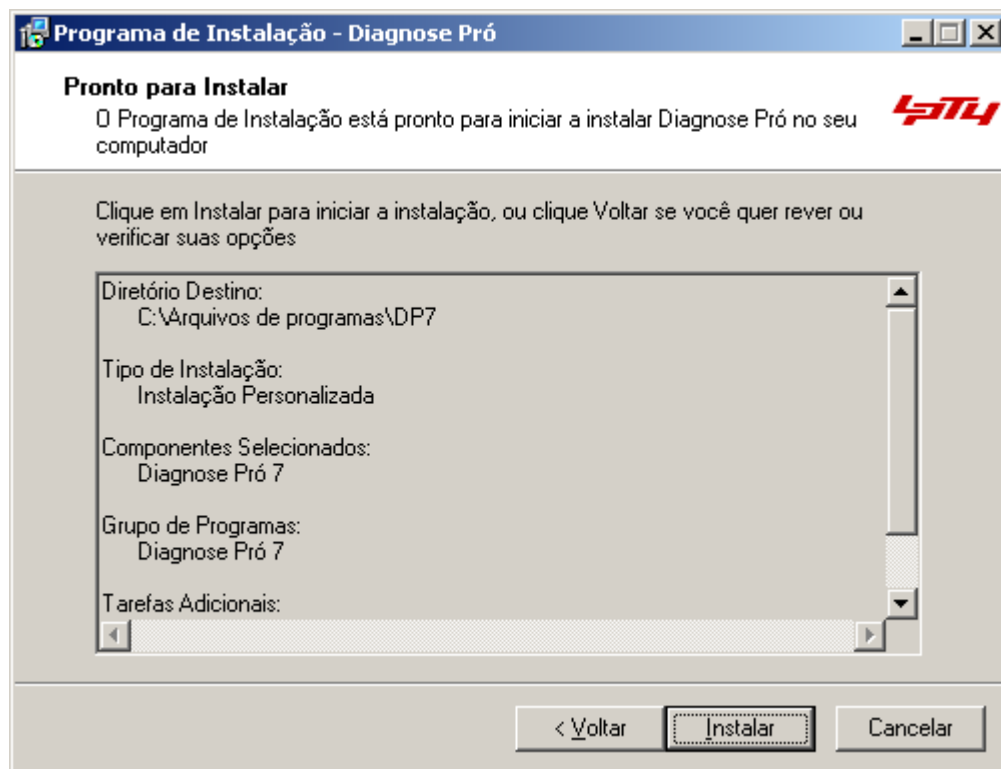 Programa de Instalação - Diagnose Pró
Pronto para Instalar
O Programa de Instalação está pronto para iniciar a instalar Diagnose Pró no seu
computador
Clique em Instalar para iniciar a instalação, ou clique Voltar se você quer rever ou
verificar suas opções
Diretório Destino:
C:\Arquivos de programas\DP7
Tipo de Instalação:
Instalação Personalizada
Componentes Selecionados:
Diagnose Pró 7
Grupo de Programas:
Diagnose Pró 7
Tarefas Adicionais:
< Voltar
Instalar
Cancelar